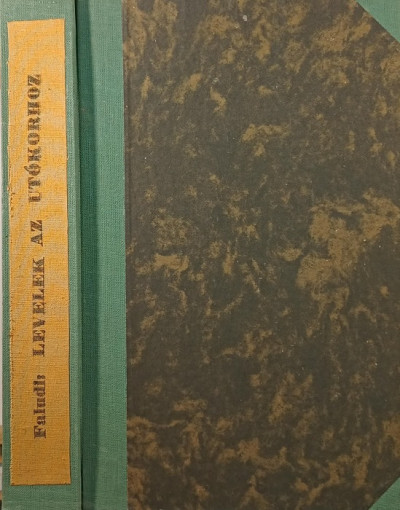 Faludi: LEVELEK AZ UTÓKORHOZ